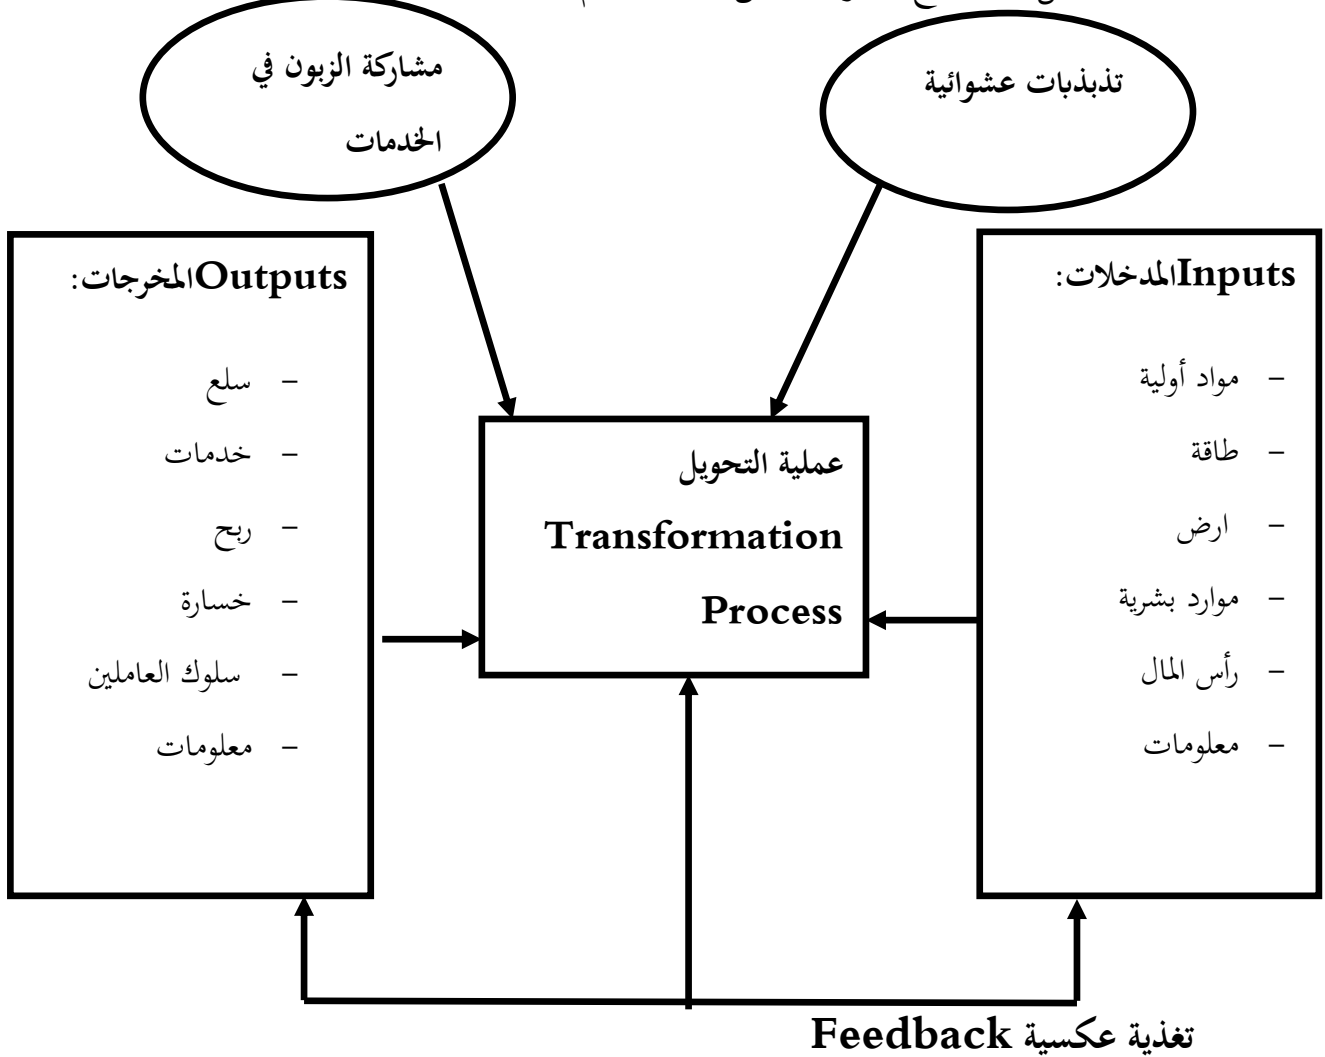 تذبذبات عشوائية
مشاركة الزبون في
الخدمات
Inputsالمدخلات:
- مواد أولية
- طاقة
- ارض
- موارد بشرية
- رأس المال
- معلومات
عملية التحويل
Transformation
Process
Outputsالمخرجات:
- سلع
- خدمات
- ربح
- خسارة
- سلوك العاملين
- معلومات
تغذية عكسية Feedback